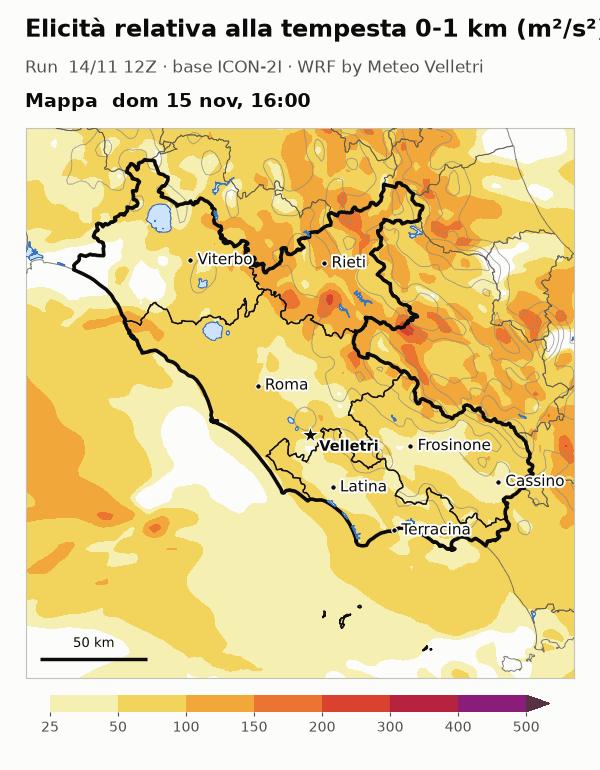 Elicità relativa alla tempesta 0-1 km (m²/s²)
Run 14/11 12Z · base ICON-2I · WRF by Meteo Velletri
Mappa dom 15 nov, 16:00
Viterbo
Rieti
Roma
Velletri
Frosinone
Cassino
Latina
Terracina
50 km
25 50 100 150 200 300 400 500